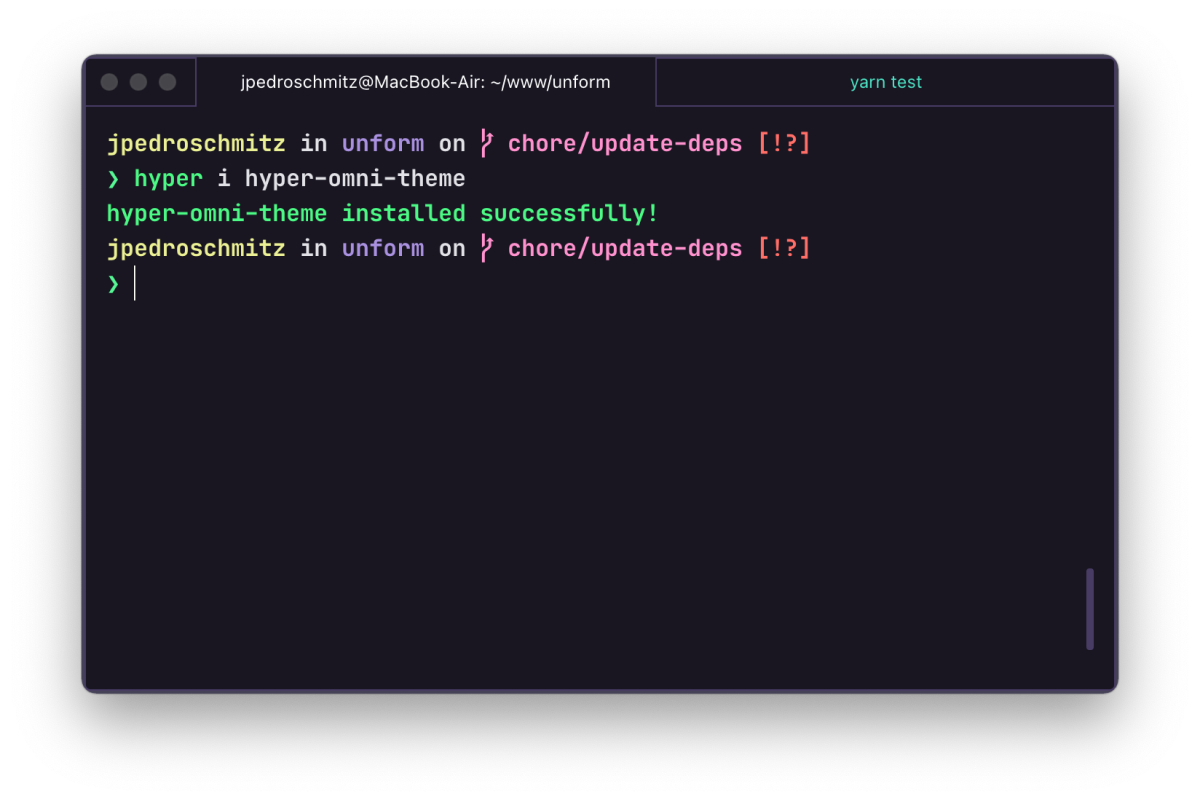 jpedroschmitz@MacBook-Air: ~/www/unform yarn test
jpedroschmitz in unform on chore/update-deps [!?]
❯ hyper i hyper-omni-theme
hyper-omni-theme installed successfully!
jpedroschmitz in unform on chore/update-deps [!?]
❯